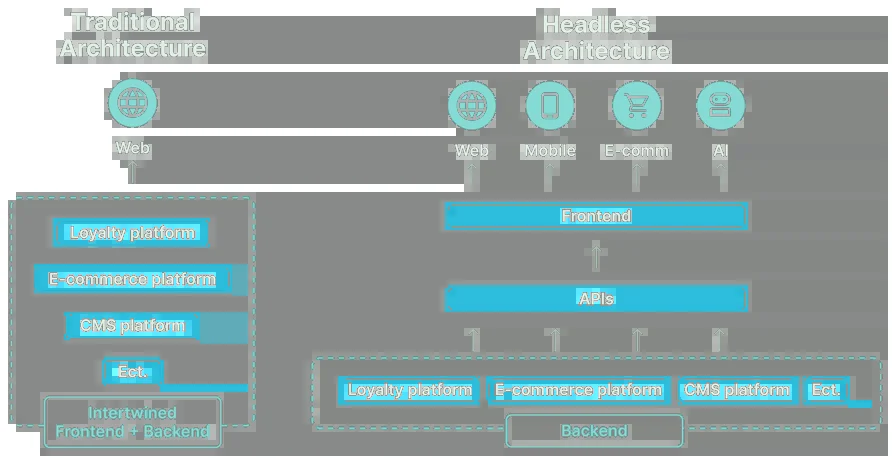 Traditional
Architecture
Web
Loyalty platform
E-commerce platform
CMS platform
Ect.
Intertwined
Frontend + Backend
Headless
Architecture
Web
Mobile
E-comm
AI
Frontend
APIs
Loyalty platform
E-commerce platform
CMS platform
Ect.
Backend